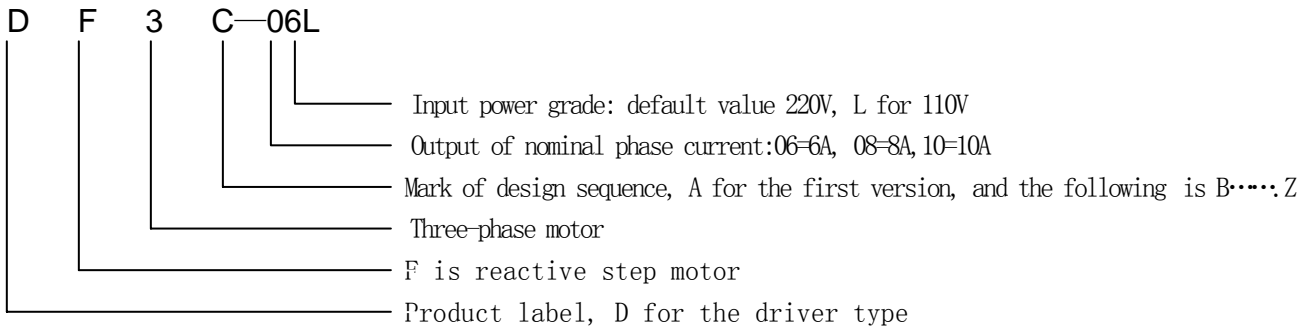 D F 3 C—06L
Input power grade: default value 220V, L for 110V
Output of nominal phase current:06=6A, 08=8A,10=10A
Mark of design sequence, A for the first version, and the following is B·······Z
Three-phase motor
F is reactive step motor
Product label, D for the driver type